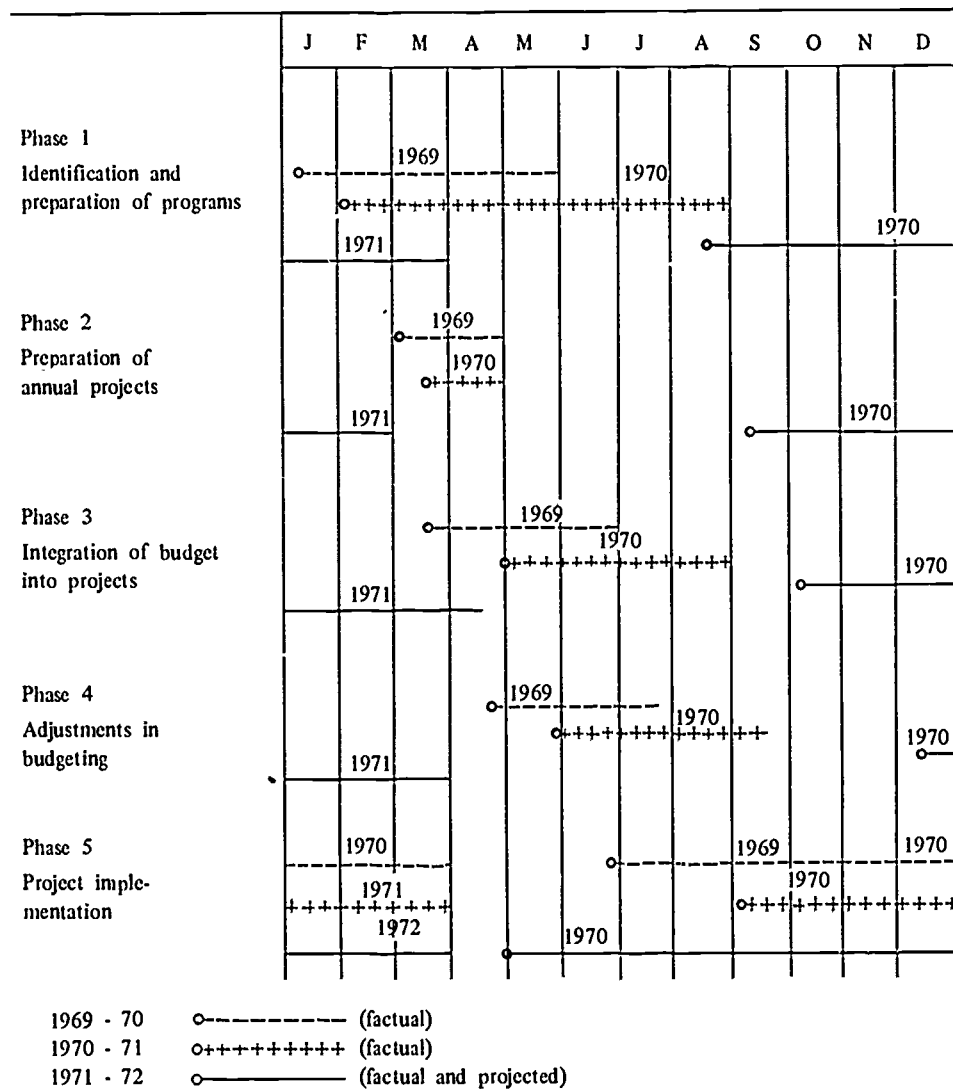 J F M A M J J A S O N D
Phase 1
1969
Identification and
1970
preparation of programs
1970
1971
Phase 2
1969
Preparation of
1970
annual projects
1971
1970
Phase 3
1969
Integration of budget
1970
into projects
1970
1971
Phase 4
1969
Adjustments in
1970
budgeting
1970
1971
Phase 5
1970
1969
1970
Project imple-
1971
1970
mentation
1972
1970
1969 - 70 (factual)
1970 - 71 (factual)
1971 - 72 (factual and projected)